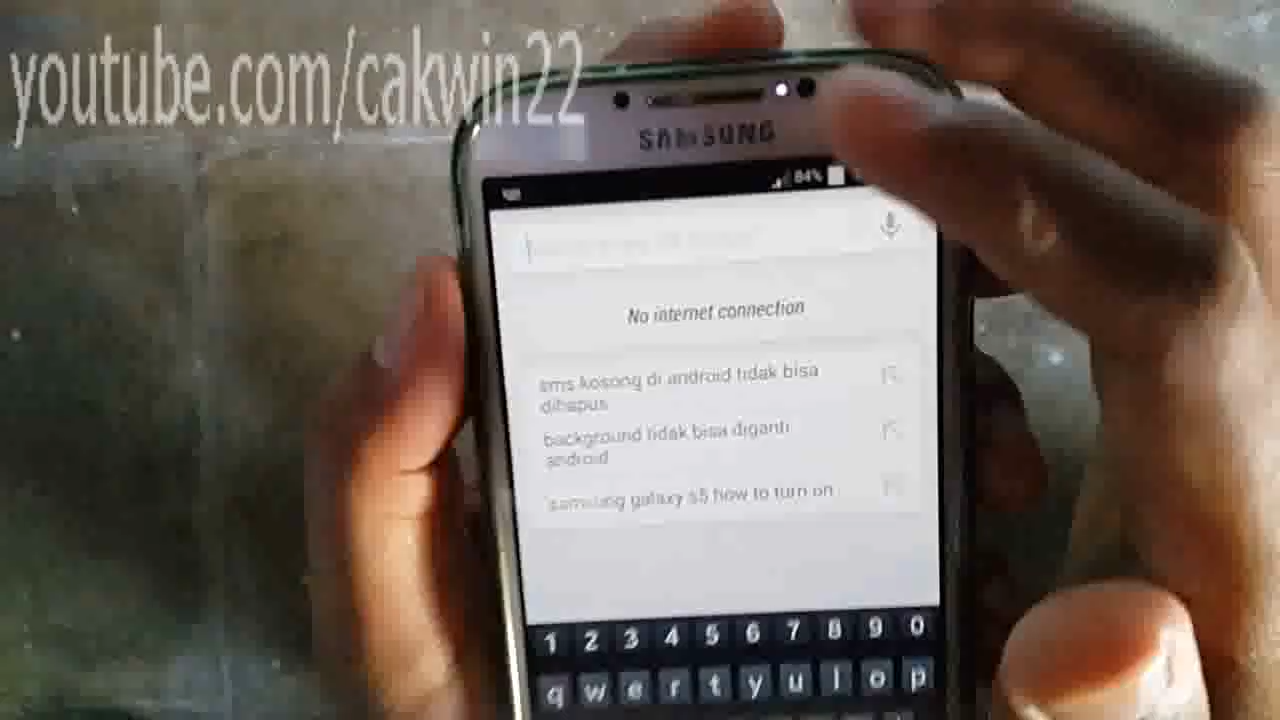 youtube.com/cakwin22
SAMSUNG
84%
No internet connection
sms kosong di android tidak bisa
dihapus
background tidak bisa diganti
android
samsung galaxy s5 how to turn on
1 2 3 4 5 6 7 8 9 0
q w e r t y u i o p